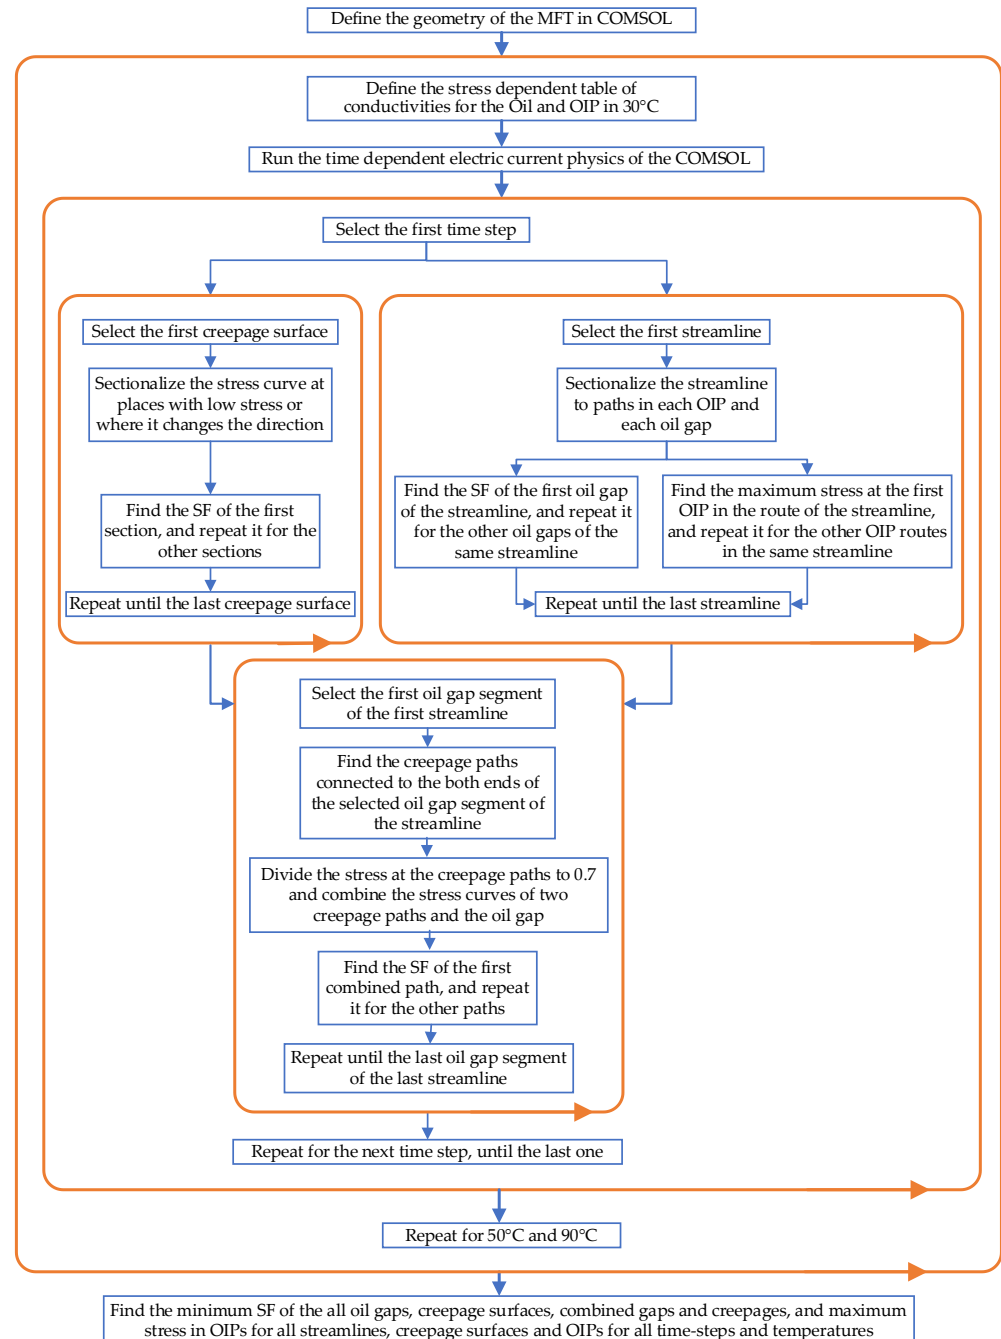 Define the geometry of the MFT in COMSOL
Define the stress dependent table of
conductivities for the Oil and OIP in 30°C
Run the time dependent electric current physics of the COMSOL
Select the first time step
Select the first creepage surface
Sectionalize the stress curve at
places with low stress or
where it changes the direction
Find the SF of the first
section, and repeat it for the
other sections
Repeat until the last creepage surface
Select the first streamline
Sectionalize the streamline
to paths in each OIP and
each oil gap
Find the SF of the first oil gap
of the streamline, and repeat it
for the other oil gaps of the
same streamline
Find the maximum stress at the first
OIP in the route of the streamline,
and repeat it for the other OIP routes
in the same streamline
Repeat until the last streamline
Select the first oil gap segment
of the first streamline
Find the creepage paths
connected to the both ends of
the selected oil gap segment of
the streamline
Divide the stress at the creepage paths to 0.7
and combine the stress curves of two
creepage paths and the oil gap
Find the SF of the first
combined path, and repeat
it for the other paths
Repeat until the last oil gap segment
of the last streamline
Repeat for the next time step, until the last one
Repeat for 50°C and 90°C
Find the minimum SF of the all oil gaps, creepage surfaces, combined gaps and creepages, and maximum
stress in OIPs for all streamlines, creepage surfaces and OIPs for all time-steps and temperatures